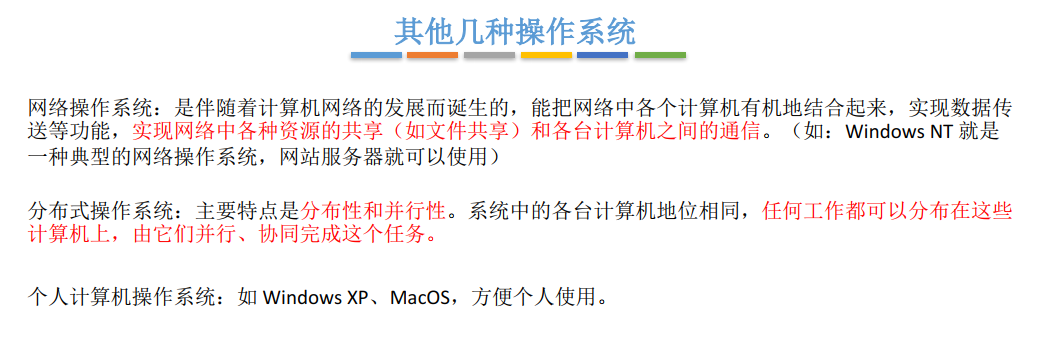 其他几种操作系统
网络操作系统：是伴随着计算机网络的发展而诞生的，能把网络中各个计算机有机地结合起来，实现数据传
送等功能，实现网络中各种资源的共享（如文件共享）和各台计算机之间的通信。（如：Windows NT 就是
一种典型的网络操作系统，网站服务器就可以使用）
分布式操作系统：主要特点是分布性和并行性。系统中的各台计算机地位相同，任何工作都可以分布在这些
计算机上，由它们并行、协同完成这个任务。
个人计算机操作系统：如 Windows XP、MacOS，方便个人使用。